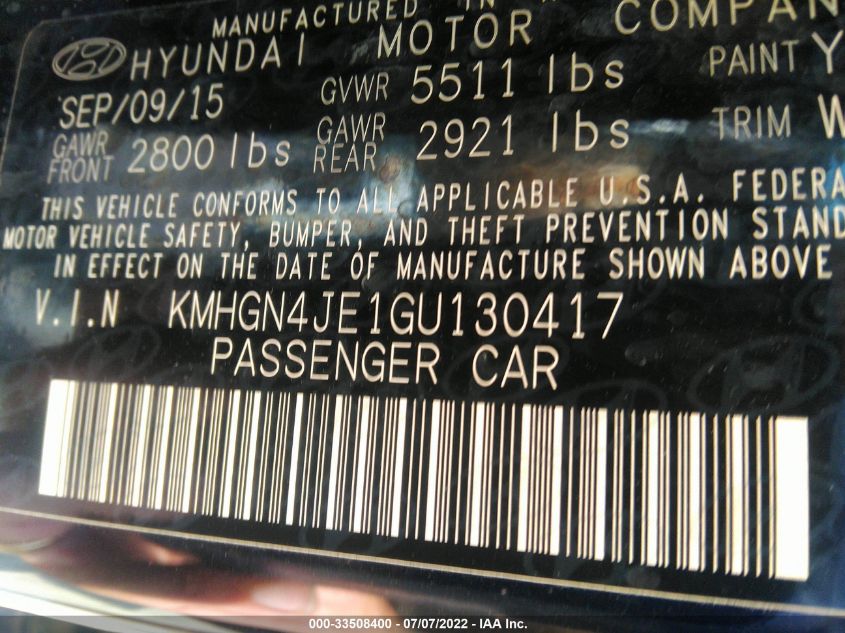 MANUFACTURED IN
HYUNDAI MOTOR COMPAN
SEP/09/15 GVWR 5511 lbs PAINT Y
GAWR FRONT 2800 lbs GAWR REAR 2921 lbs TRIM W
THIS VEHICLE CONFORMS TO ALL APPLICABLE U.S.A. FEDERA
MOTOR VEHICLE SAFETY, BUMPER, AND THEFT PREVENTION STAND
IN EFFECT ON THE DATE OF MANUFACTURE SHOWN ABOVE
V.I.N KMHGN4JE1GU130417
PASSENGER CAR
000-33508400 - 07/07/2022 - IAA Inc.